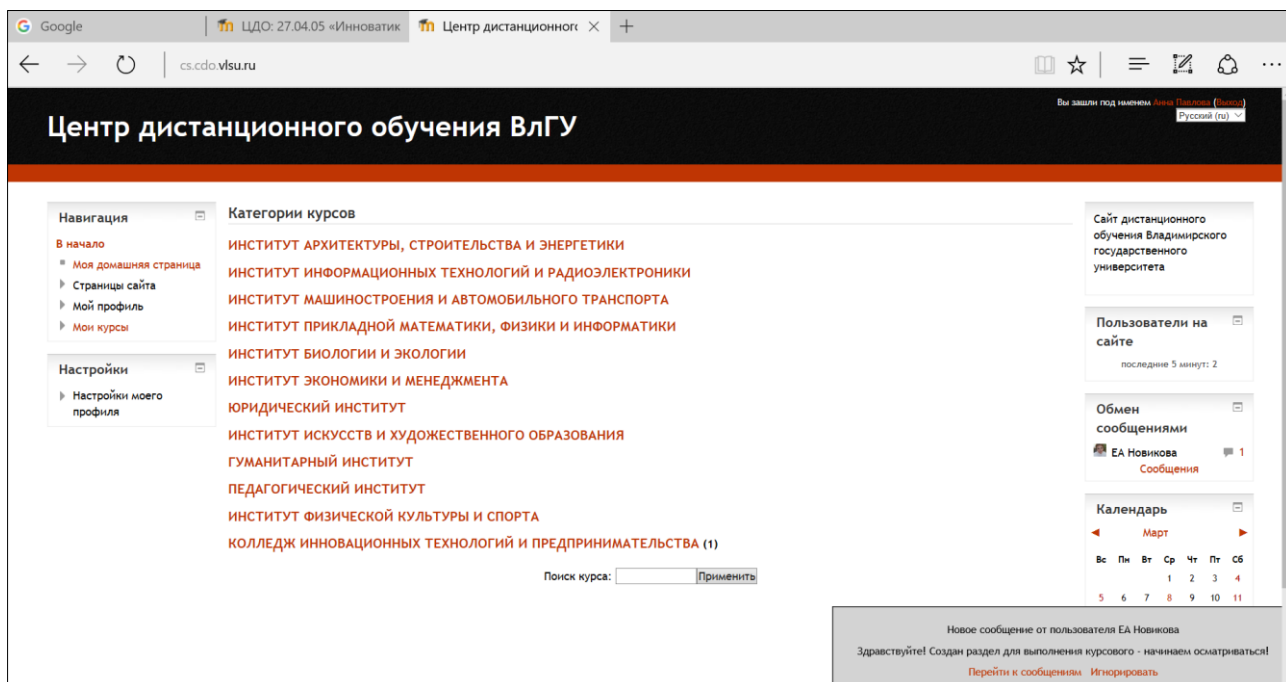 Google
ЦДО: 27.04.05 «Инноватик
Центр дистанционного
cs.cdo.vlsu.ru
Вы зашли под именем Анна Павлова (Выход)
Русский (ru)
Центр дистанционного обучения ВлГУ
Навигация
В начало
Моя домашняя страница
Страницы сайта
Мой профиль
Мои курсы
Настройки
Настройки моего
профиля
Категории курсов
ИНСТИТУТ АРХИТЕКТУРЫ, СТРОИТЕЛЬСТВА И ЭНЕРГЕТИКИ
ИНСТИТУТ ИНФОРМАЦИОННЫХ ТЕХНОЛОГИЙ И РАДИОЭЛЕКТРОНИКИ
ИНСТИТУТ МАШИНОСТРОЕНИЯ И АВТОМОБИЛЬНОГО ТРАНСПОРТА
ИНСТИТУТ ПРИКЛАДНОЙ МАТЕМАТИКИ, ФИЗИКИ И ИНФОРМАТИКИ
ИНСТИТУТ БИОЛОГИИ И ЭКОЛОГИИ
ИНСТИТУТ ЭКОНОМИКИ И МЕНЕДЖМЕНТА
ЮРИДИЧЕСКИЙ ИНСТИТУТ
ИНСТИТУТ ИСКУССТВ И ХУДОЖЕСТВЕННОГО ОБРАЗОВАНИЯ
ГУМАНИТАРНЫЙ ИНСТИТУТ
ПЕДАГОГИЧЕСКИЙ ИНСТИТУТ
ИНСТИТУТ ФИЗИЧЕСКОЙ КУЛЬТУРЫ И СПОРТА
КОЛЛЕДЖ ИННОВАЦИОННЫХ ТЕХНОЛОГИЙ И ПРЕДПРИНИМАТЕЛЬСТВА (1)
Поиск курса: Применить
Сайт дистанционного
обучения Владимирского
государственного
университета
Пользователи на
сайте
последние 5 минут: 2
Обмен
сообщениями
ЕА Новикова 1
Сообщения
Календарь
Март
Вс Пн Вт Ср Чт Пт Сб
1 2 3 4
5 6 7 8 9 10 11
Новое сообщение от пользователя ЕА Новикова
Здравствуйте! Создан раздел для выполнения курсового - начинаем осматриваться!
Перейти к сообщениям Игнорировать